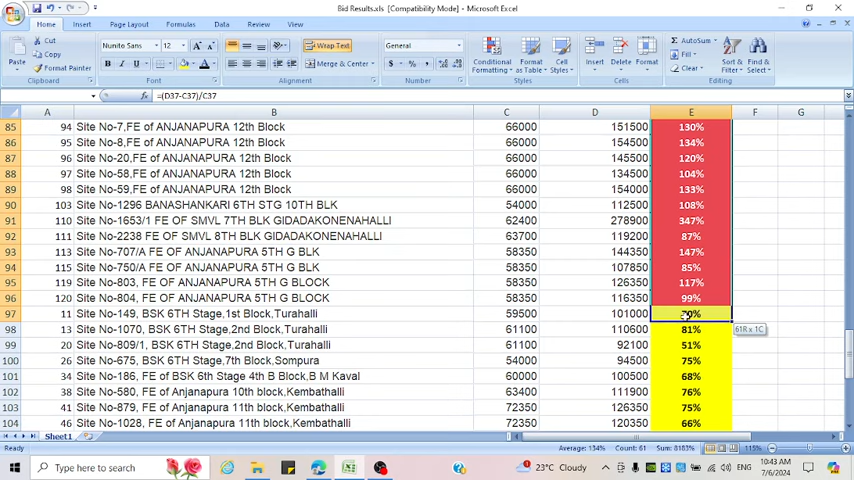 Bid Results.xls [Compatibility Mode] - Microsoft Excel
Home Insert Page Layout Formulas Data Review View
Cut Copy Format Painter Paste Clipboard
Nunito Sans 12 Font
Wrap Text Merge & Center Alignment
General Number
Conditional Formatting Format as Table Cell Styles Styles
Insert Delete Format Cells
AutoSum Fill Clear Sort & Filter Find & Select Editing
fx =(D37-C37)/C37
A B C D E F G
85 94 Site No-7,FE of ANJANAPURA 12th Block 66000 151500 130%
86 95 Site No-8,FE of ANJANAPURA 12th Block 66000 154500 134%
87 96 Site No-20,FE of ANJANAPURA 12th Block 66000 145500 120%
88 97 Site No-58,FE of ANJANAPURA 12th Block 66000 134500 104%
89 98 Site No-59,FE of ANJANAPURA 12th Block 66000 154000 133%
90 103 Site No-1296 BANASHANKARI 6TH STG 10TH BLK 54000 112500 108%
91 110 Site No-1653/1 FE OF SMVL 7TH BLK GIDADAKONENAHALLI 62400 278900 347%
92 111 Site No-2238 FE OF SMVL 8TH BLK GIDADAKONENAHALLI 63700 119200 87%
93 113 Site No-707/A FE OF ANJANAPURA 5TH G BLK 58350 144350 147%
94 115 Site No-750/A FE OF ANJANAPURA 5TH G BLK 58350 107850 85%
95 119 Site No-803, FE OF ANJANAPURA 5TH G BLOCK 58350 126350 117%
96 120 Site No-804, FE OF ANJANAPURA 5TH G BLOCK 58350 116350 99%
97 11 Site No-149, BSK 6TH Stage,1st Block,Turahalli 59500 101000
98 13 Site No-1070, BSK 6TH Stage,2nd Block,Turahalli 61100 110600 81%
99 20 Site No-809/1, BSK 6TH Stage,2nd Block,Turahalli 61100 92100 51%
100 26 Site No-675, BSK 6TH Stage,7th Block,Sompura 54000 94500 75%
101 34 Site No-186, FE of BSK 6th Stage 4th B Block,B M Kaval 60000 100500 68%
102 38 Site No-580, FE of Anjanapura 10th block,Kembathalli 63400 111900 76%
103 41 Site No-879, FE of Anjanapura 11th block,Kembathalli 72350 126350 75%
104 46 Site No-1028, FE of Anjanapura 11th block,Kembathalli 72350 120350 66%
61R x 1C
Sheet1
Ready Average: 134% Count: 61 Sum: 8183% 115%
Type here to search 23°C Cloudy ENG 10:43 AM 7/6/2024